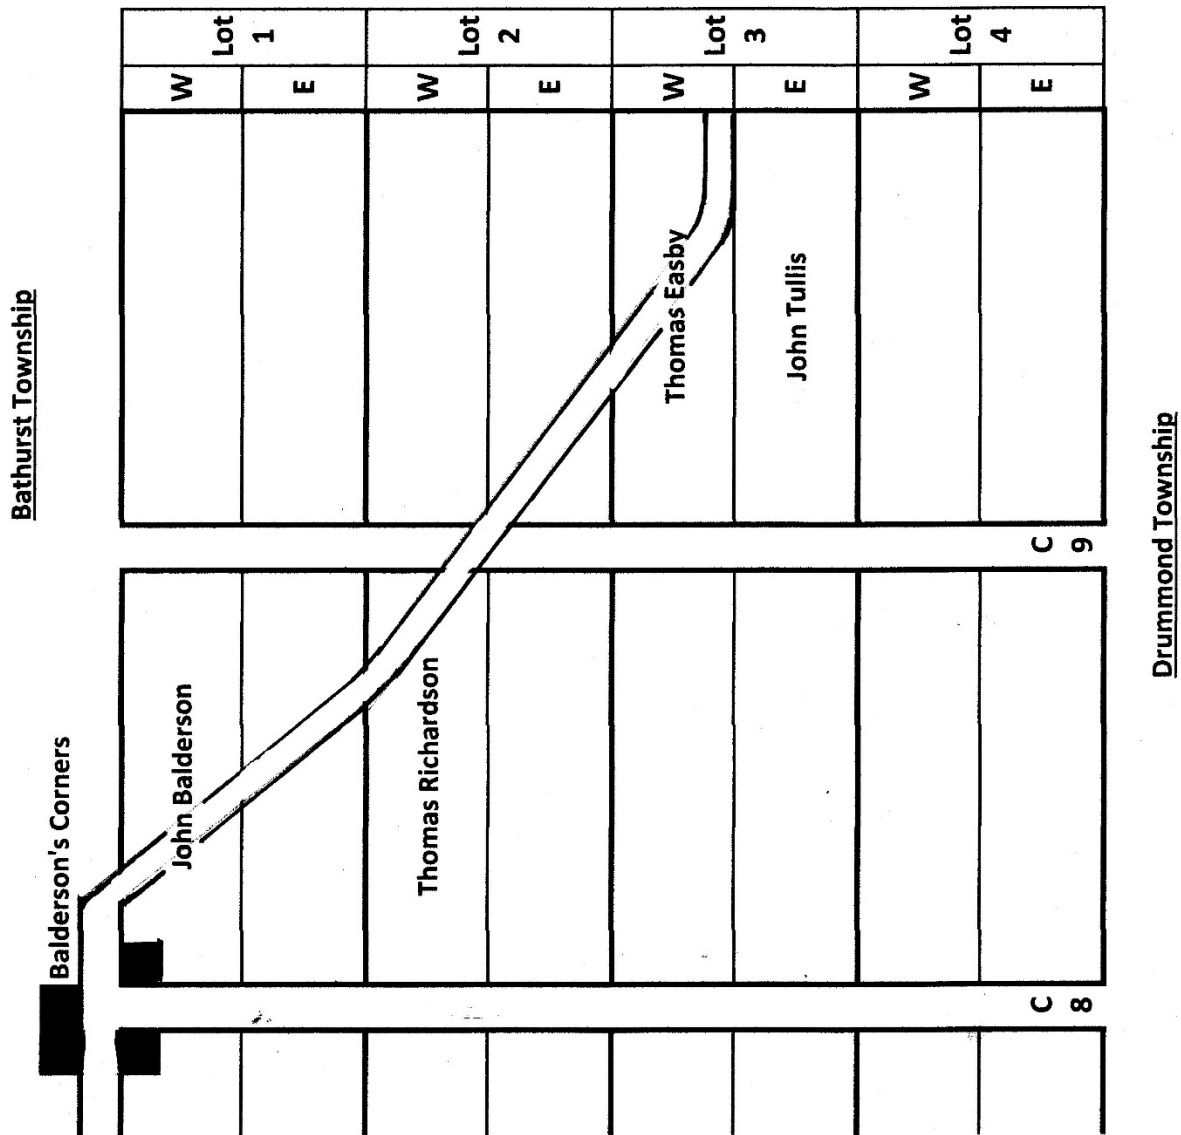 Bathurst Township
Balderson's Corners
Lot
1
Lot
2
Lot
3
Lot
4
W
E
W
E
W
E
W
E
John Balderson
Thomas Richardson
Thomas Easby
John Tullis
C
9
C
8
Drummond Township